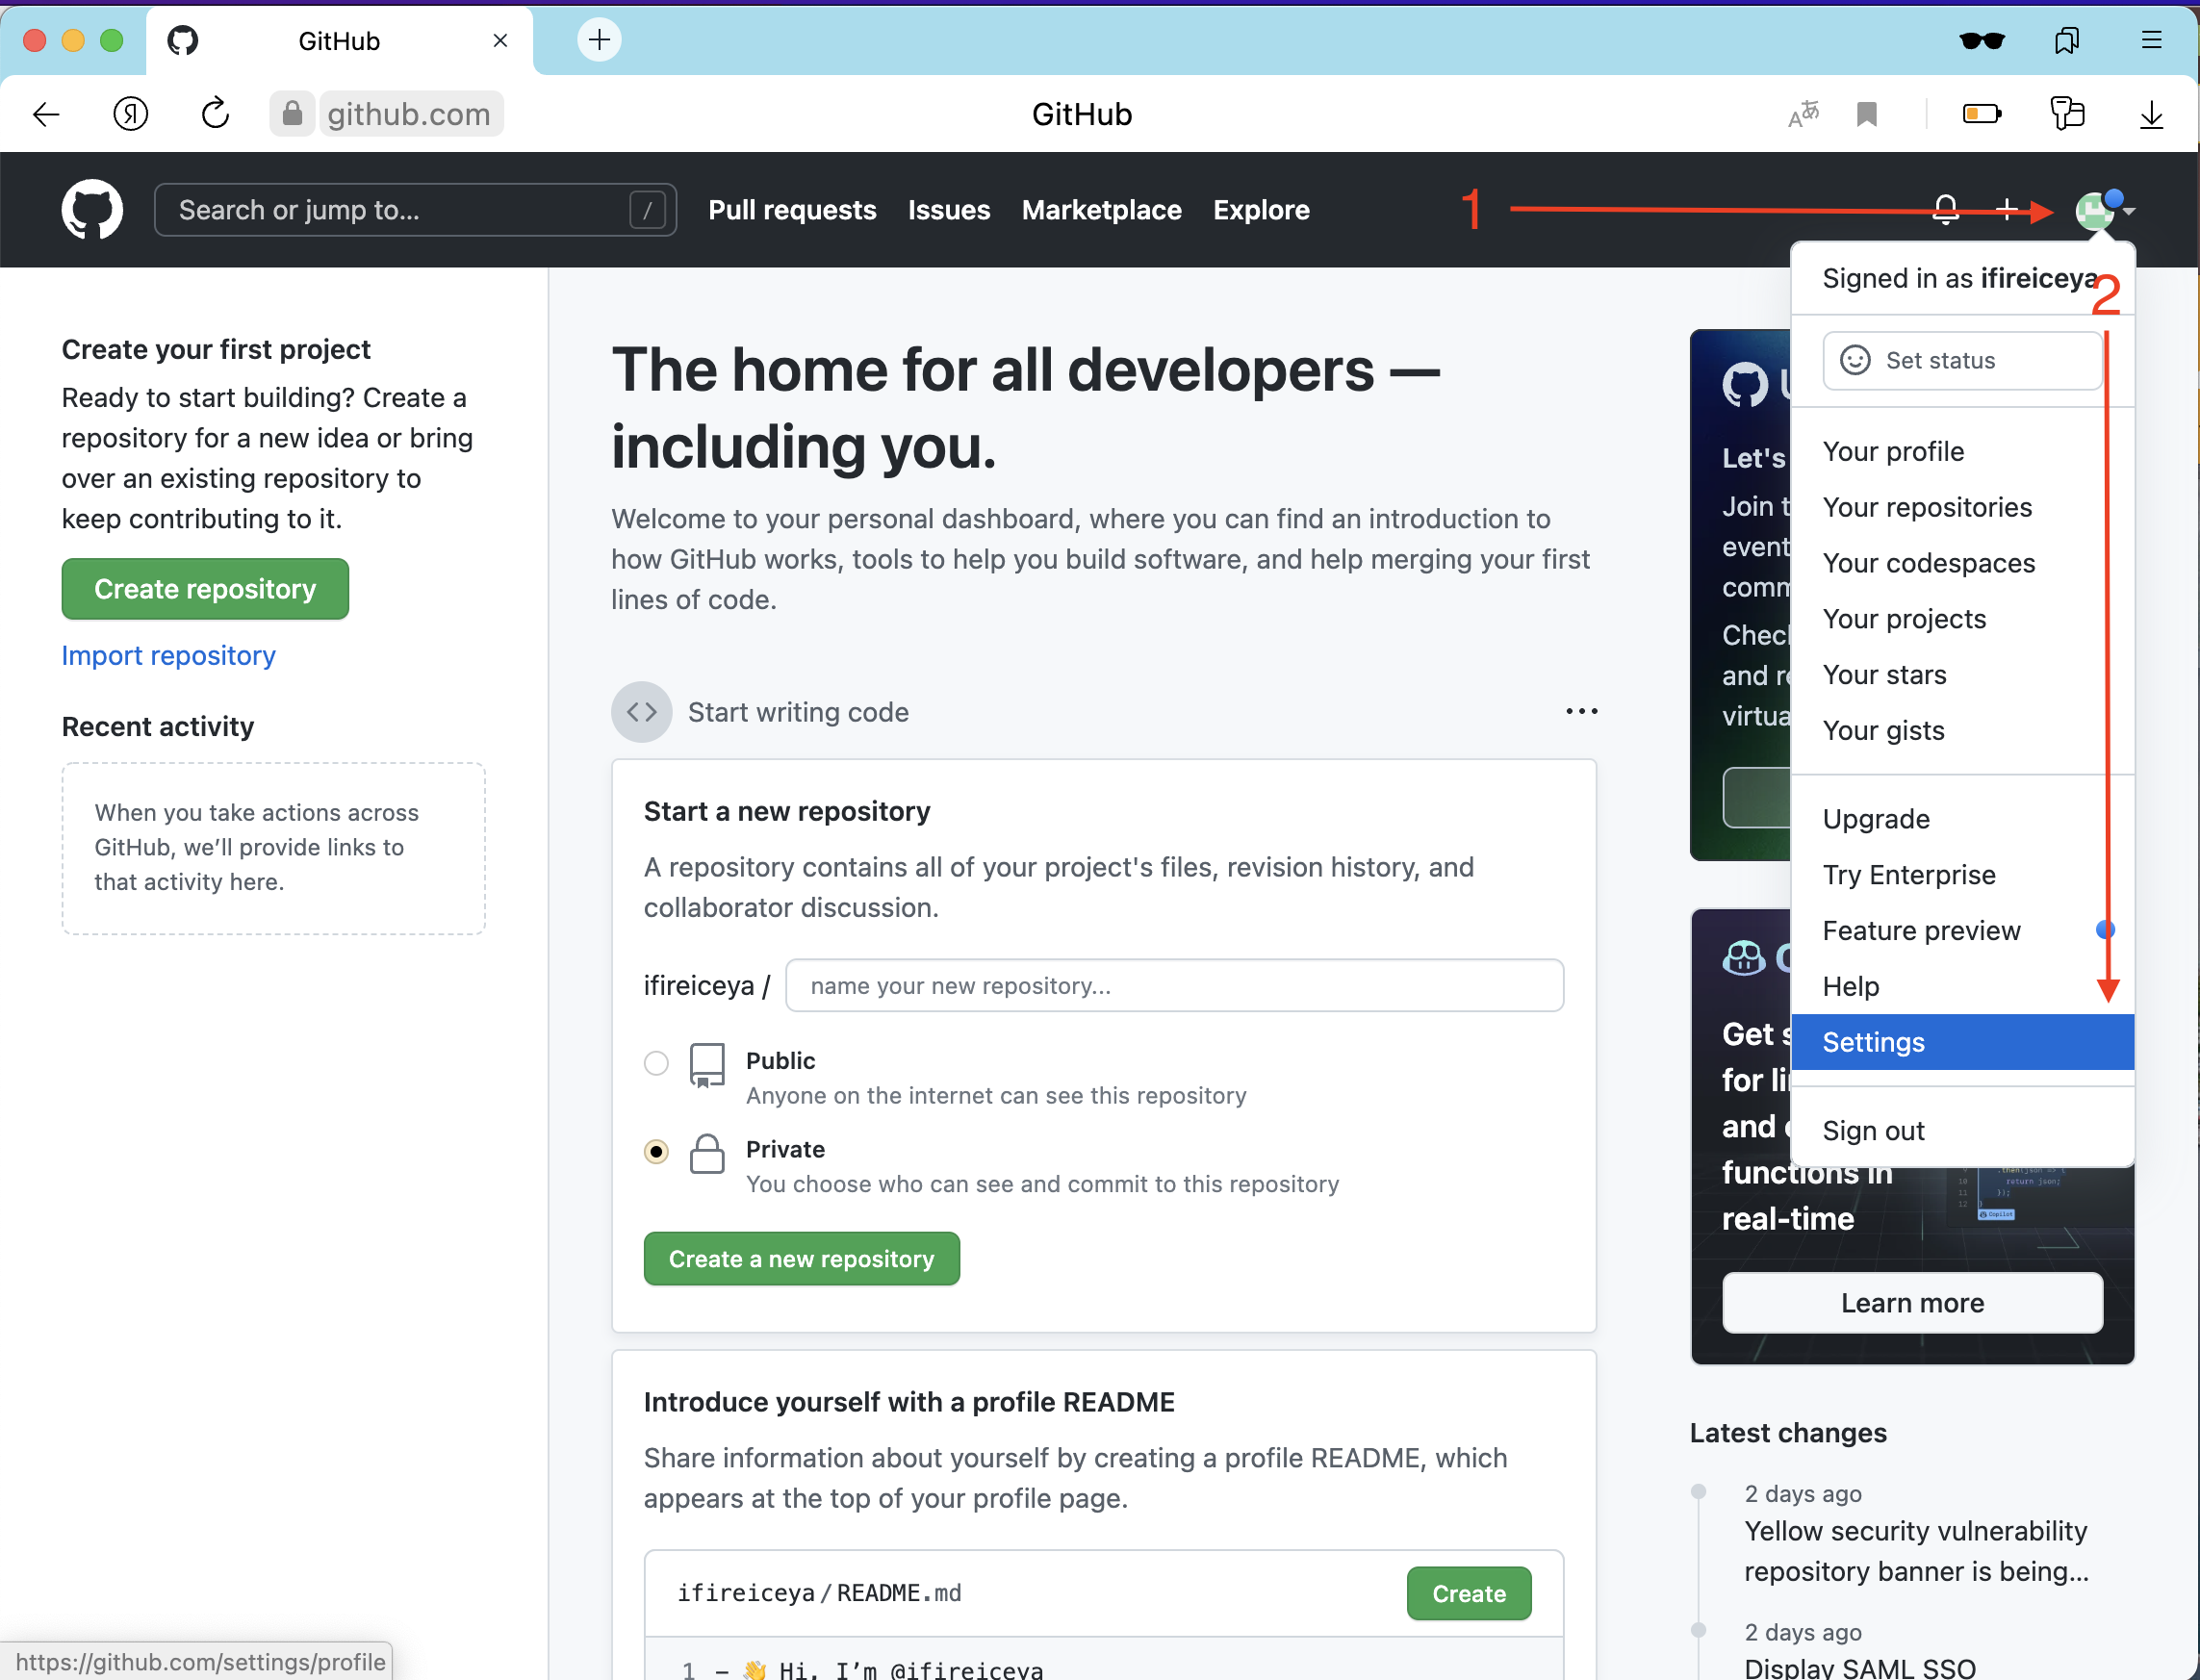 GitHub
github.com
GitHub
Search or jump to...
/
Pull requests
Issues
Marketplace
Explore
1
Signed in as ifireiceya
2
Set status
Your profile
Your repositories
Your codespaces
Your projects
Your stars
Your gists
Upgrade
Try Enterprise
Feature preview
Help
Settings
Sign out
Create your first project
Ready to start building? Create a
repository for a new idea or bring
over an existing repository to
keep contributing to it.
Create repository
Import repository
Recent activity
When you take actions across
GitHub, we’ll provide links to
that activity here.
The home for all developers —
including you.
Welcome to your personal dashboard, where you can find an introduction to
how GitHub works, tools to help you build software, and help merging your first
lines of code.
Start writing code
Start a new repository
A repository contains all of your project's files, revision history, and
collaborator discussion.
ifireiceya /
name your new repository...
Public
Anyone on the internet can see this repository
Private
You choose who can see and commit to this repository
Create a new repository
Introduce yourself with a profile README
Share information about yourself by creating a profile README, which
appears at the top of your profile page.
ifireiceya/README.md
Create
1 - 👋 Hi, I’m @ifireiceya
Let's
Join
event
and
Get
for
and
functions in
real-time
.then(json => {
10 return json;
11 });
12 }
Copilot
Learn more
Latest changes
2 days ago
Yellow security vulnerability
repository banner is being...
2 days ago
Display SAML SSO
https://github.com/settings/profile